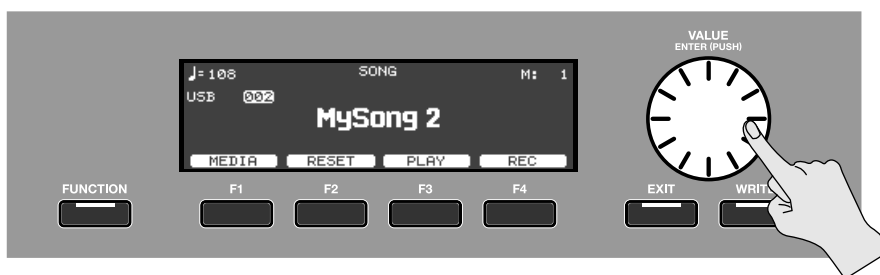 VALUE
ENTER (PUSH)
♩=108 SONG M: 1
USB 002
MySong 2
MEDIA RESET PLAY REC
FUNCTION F1 F2 F3 F4 EXIT